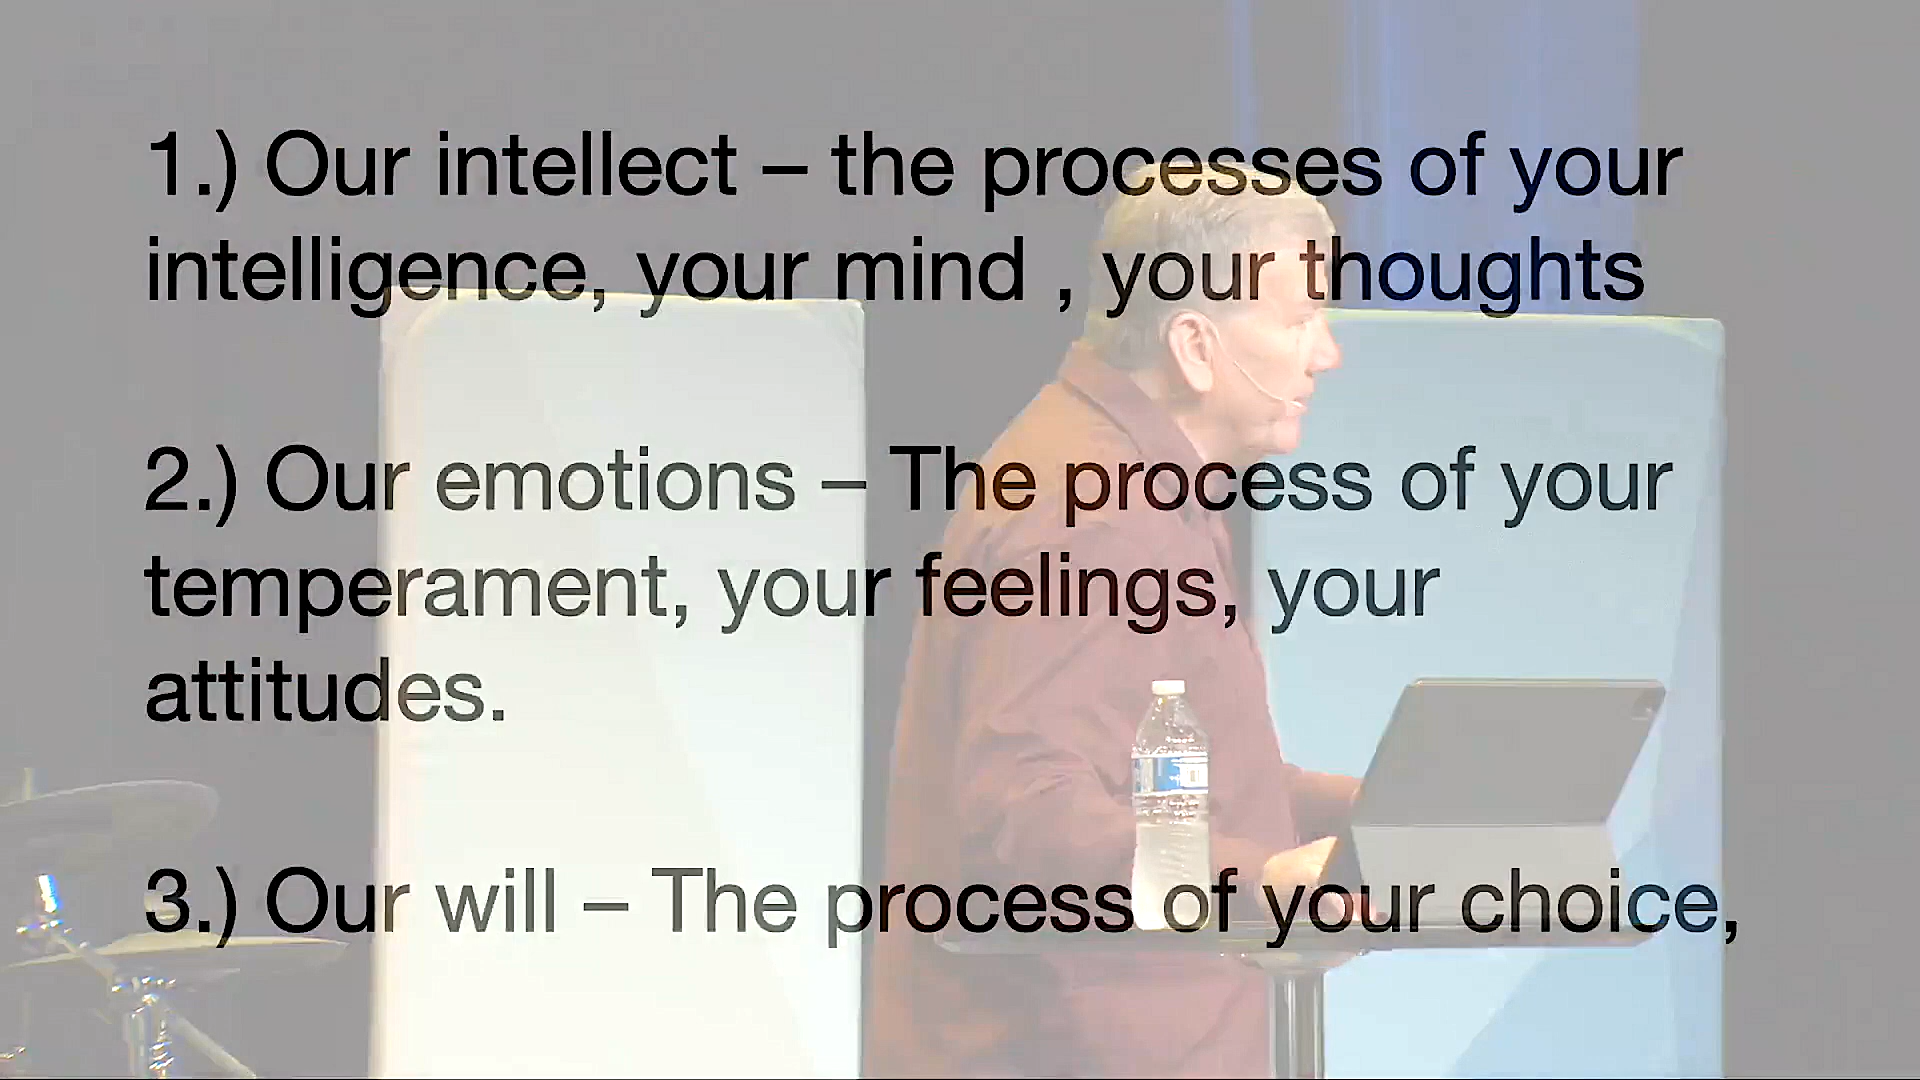 1.) Our intellect – the processes of your
intelligence, your mind , your thoughts
2.) Our emotions – The process of your
temperament, your feelings, your
attitudes.
3.) Our will – The process of your choice,